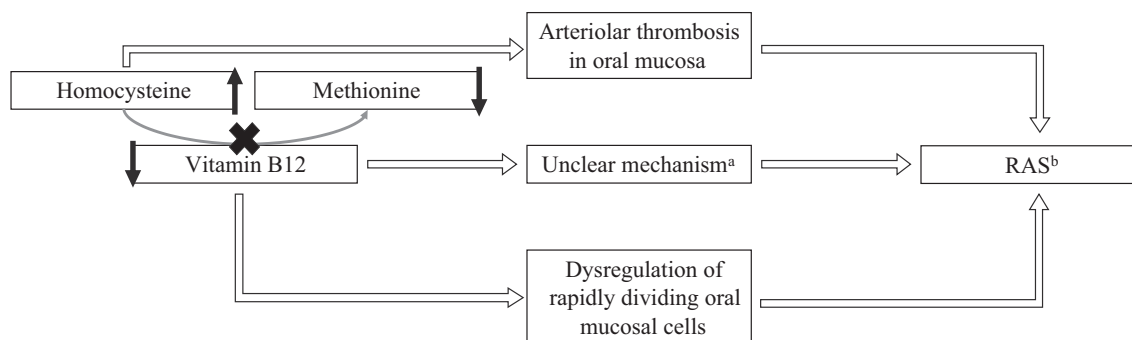 Arteriolar thrombosis
in oral mucosa
Homocysteine
Methionine
Vitamin B12
Unclear mechanismᵃ
RASᵇ
Dysregulation of
rapidly dividing oral
mucosal cells